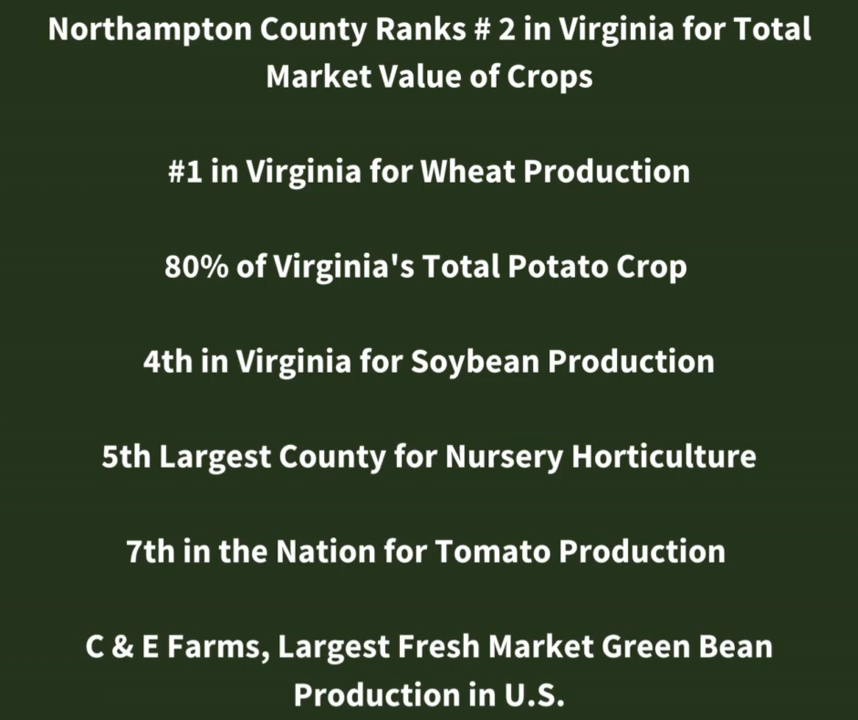 Northampton County Ranks # 2 in Virginia for Total
Market Value of Crops
#1 in Virginia for Wheat Production
80% of Virginia's Total Potato Crop
4th in Virginia for Soybean Production
5th Largest County for Nursery Horticulture
7th in the Nation for Tomato Production
C & E Farms, Largest Fresh Market Green Bean
Production in U.S.